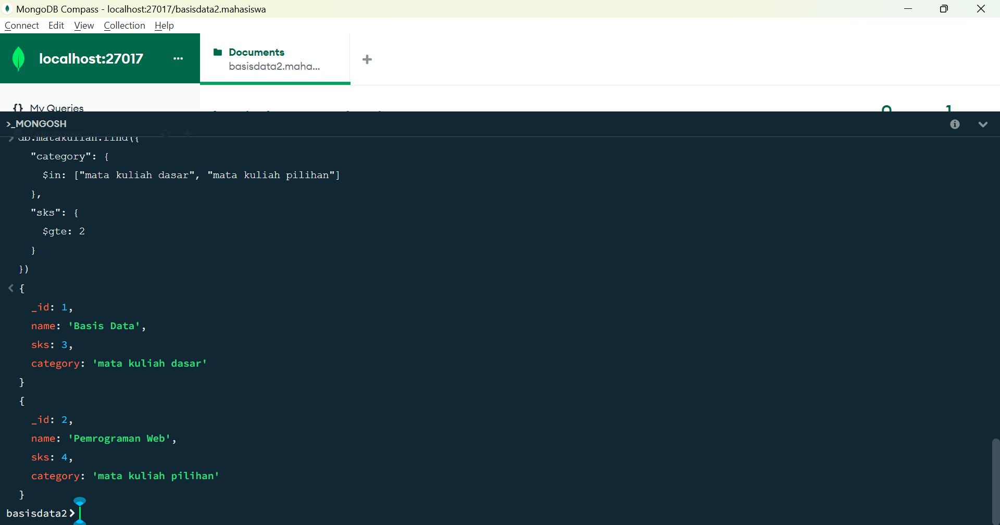 MongoDB Compass - localhost:27017/basisdata2.mahasiswa
Connect Edit View Collection Help
localhost:27017 ...
Documents
basisdata2.maha...
{} My Queries
>_MONGOSH
db.matakuliah.find({
"category": {
$in: ["mata kuliah dasar", "mata kuliah pilihan"]
},
"sks": {
$gte: 2
}
})
< {
_id: 1,
name: 'Basis Data',
sks: 3,
category: 'mata kuliah dasar'
}
{
_id: 2,
name: 'Pemrograman Web',
sks: 4,
category: 'mata kuliah pilihan'
}
basisdata2>